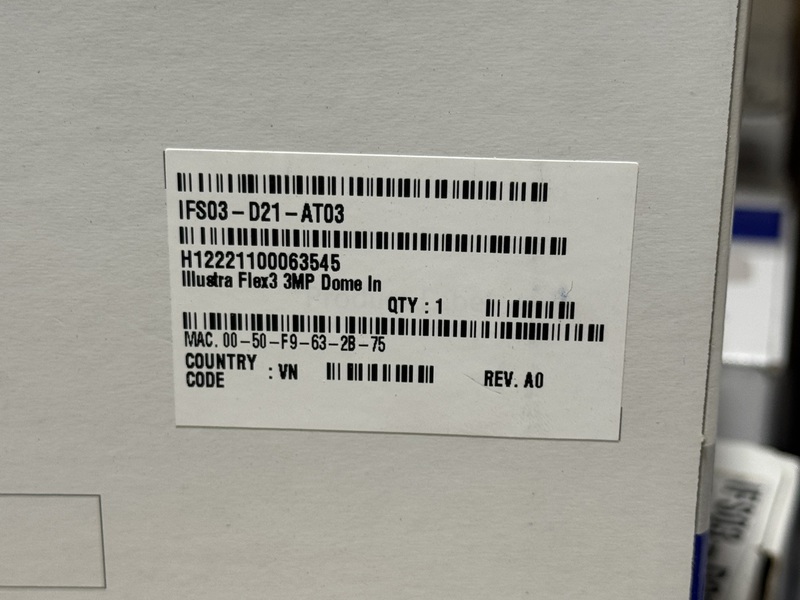 IFS03-D21-AT03
H12221100063545
Illustra Flex3 3MP Dome In
QTY : 1
MAC. 00-50-F9-63-2B-75
COUNTRY CODE : VN
REV. A0